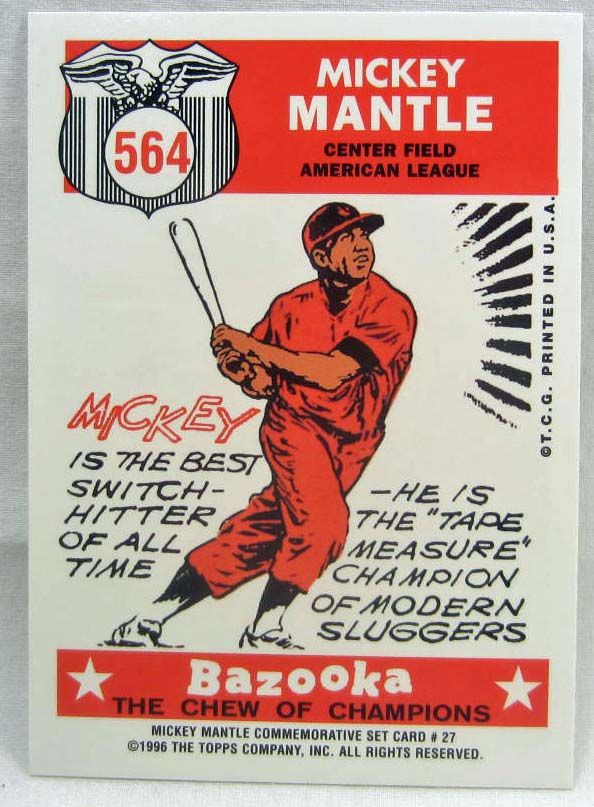 564
MICKEY
MANTLE
CENTER FIELD
AMERICAN LEAGUE
©T.C.G. PRINTED IN U.S.A.
MICKEY
IS THE BEST
SWITCH-
HITTER
OF ALL
TIME
—HE IS
THE "TAPE
MEASURE"
CHAMPION
OF MODERN
SLUGGERS
Bazooka
THE CHEW OF CHAMPIONS
MICKEY MANTLE COMMEMORATIVE SET CARD # 27
©1996 THE TOPPS COMPANY, INC. ALL RIGHTS RESERVED.